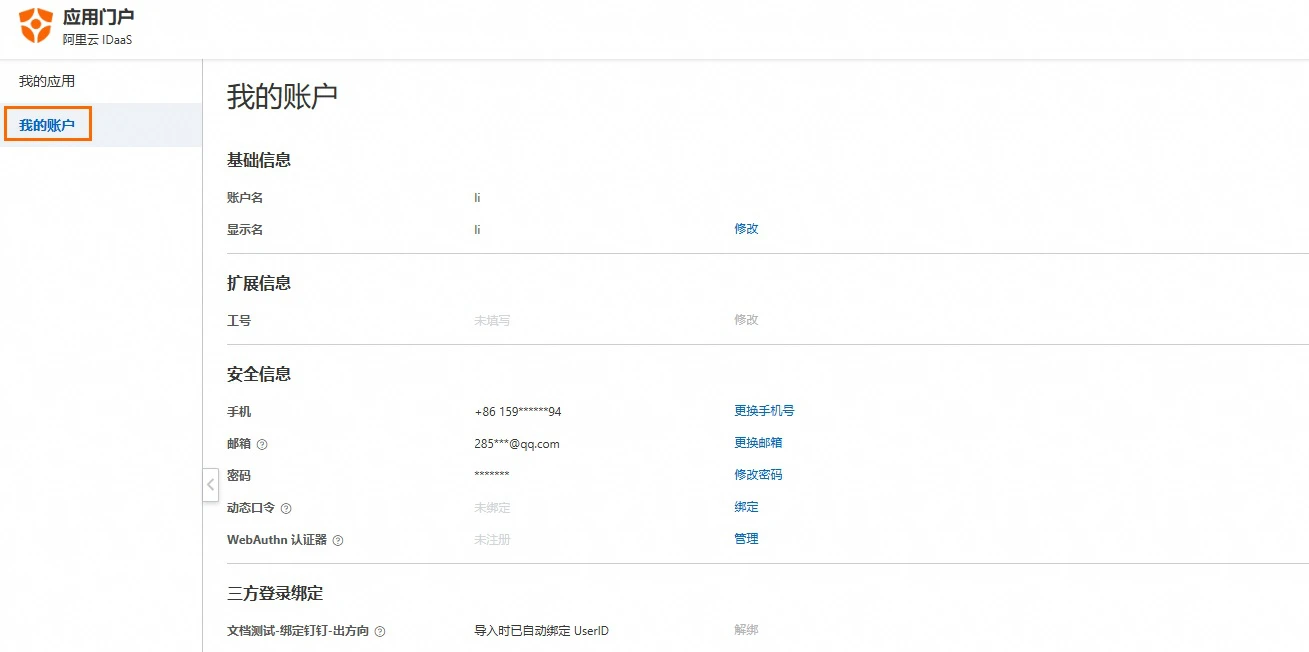 应用门户
阿里云 IDaaS
我的应用
我的账户
我的账户
基础信息
账户名 li
显示名 li 修改
扩展信息
工号 未填写 修改
安全信息
手机 +86 159******94 更换手机号
邮箱 285***@qq.com 更换邮箱
密码 ******* 修改密码
动态口令 未绑定 绑定
WebAuthn 认证器 未注册 管理
三方登录绑定
文档测试-绑定钉钉-出方向 导入时已自动绑定 UserID 解绑